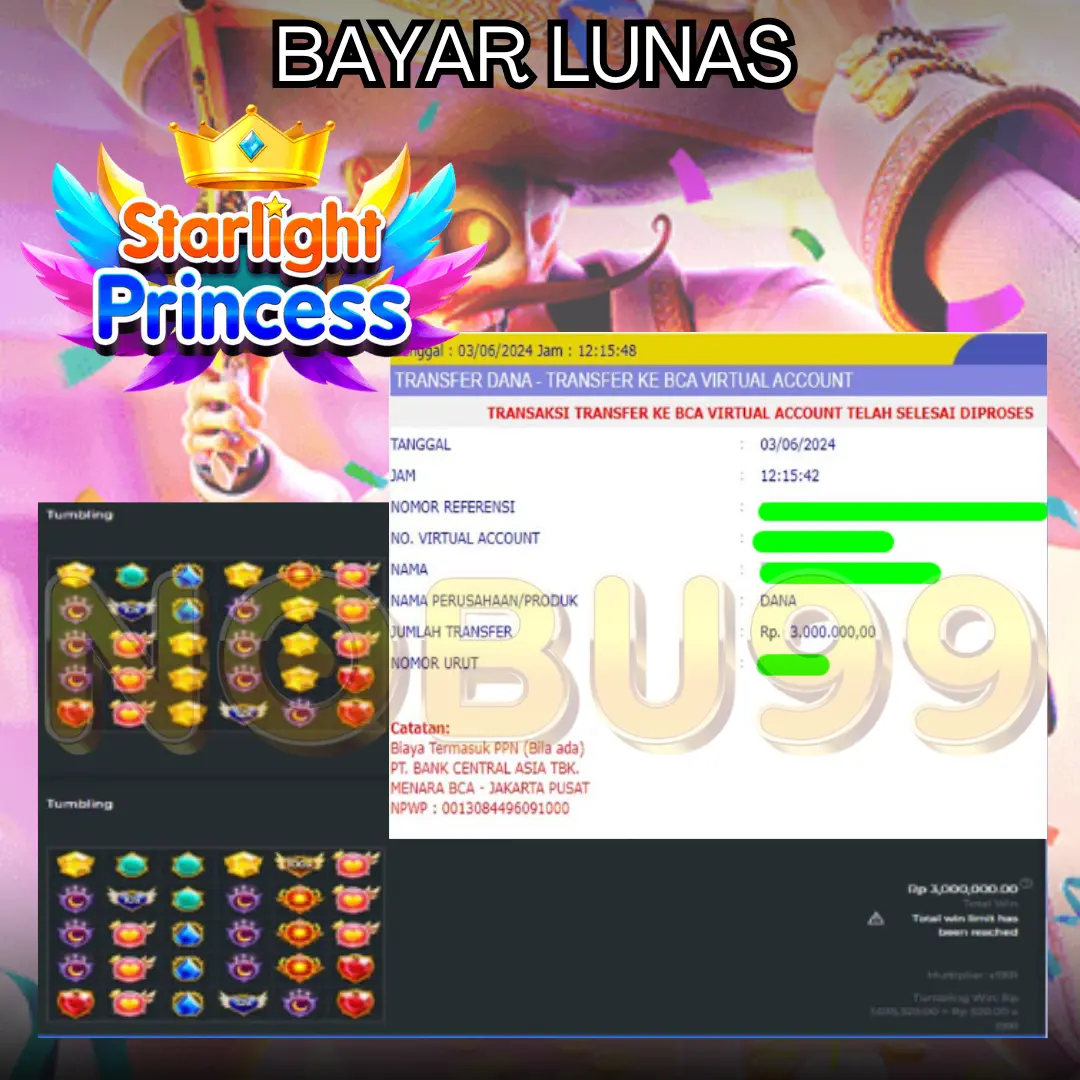 BAYAR LUNAS
Starlight
Princess
: 03/06/2024 Jam : 12:15:48
TRANSFER DANA - TRANSFER KE BCA VIRTUAL ACCOUNT
TRANSAKSI TRANSFER KE BCA VIRTUAL ACCOUNT TELAH SELESAI DIPROSES
TANGGAL : 03/06/2024
JAM : 12:15:42
NOMOR REFERENSI :
NO. VIRTUAL ACCOUNT :
NAMA :
NAMA PERUSAHAAN/PRODUK : DANA
JUMLAH TRANSFER : Rp. 3.000.000,00
NOMOR URUT :
NOBU99
Catatan:
Biaya Termasuk PPN (Bila ada)
PT. BANK CENTRAL ASIA TBK.
MENARA BCA - JAKARTA PUSAT
NPWP : 0013084496091000
Tumbling
Tumbling
Rp 3,000,000.00
Total Win
Total win limit has
been reached
Multiplier
Tumbling Win: Rp